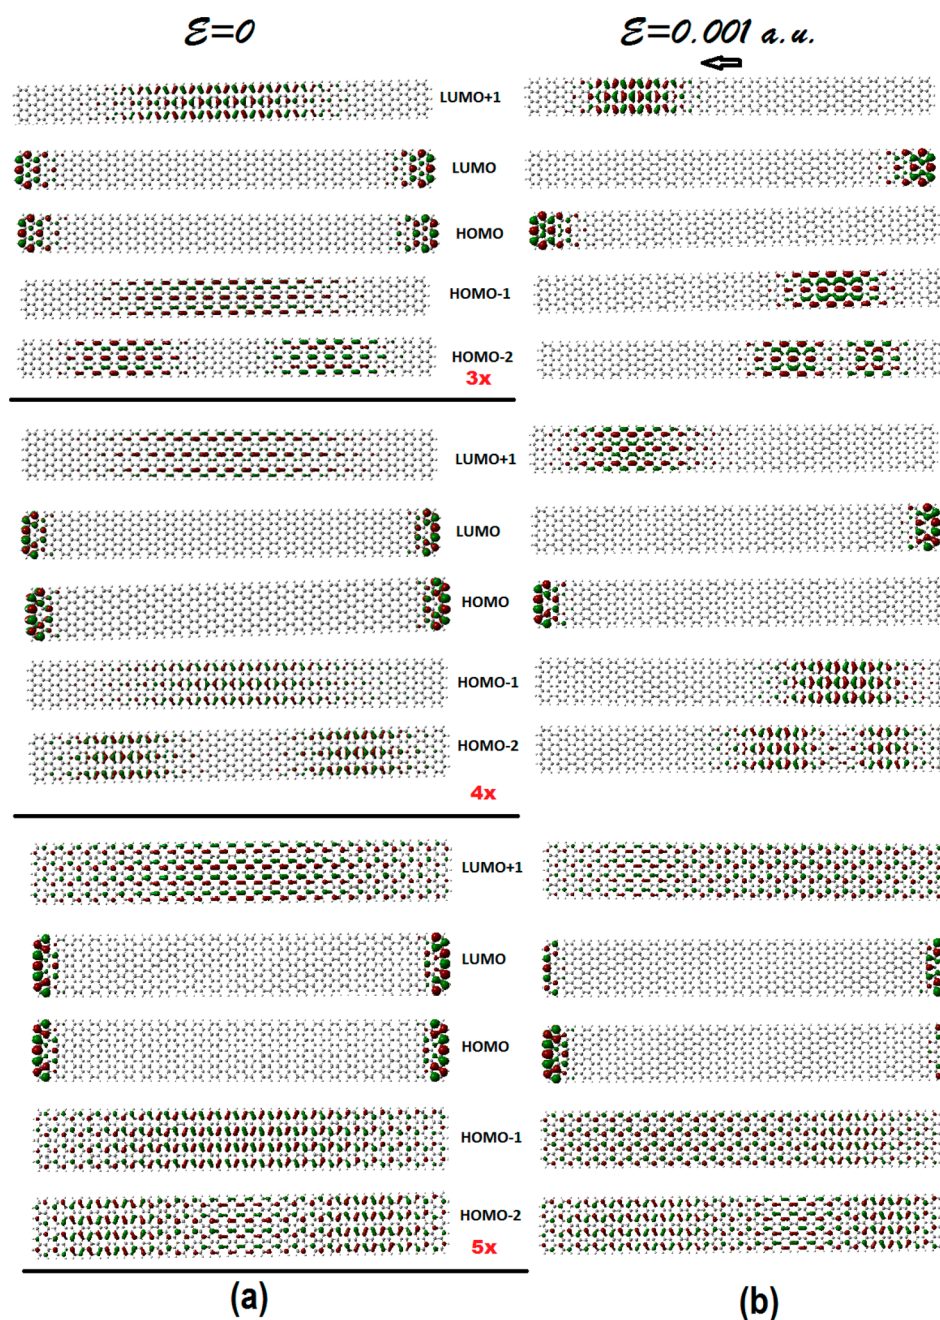 E=0 E=0.001 a.u.
LUMO+1
LUMO
HOMO
HOMO-1
HOMO-2
3x
LUMO+1
LUMO
HOMO
HOMO-1
HOMO-2
4x
LUMO+1
LUMO
HOMO
HOMO-1
HOMO-2
5x
(a) (b)